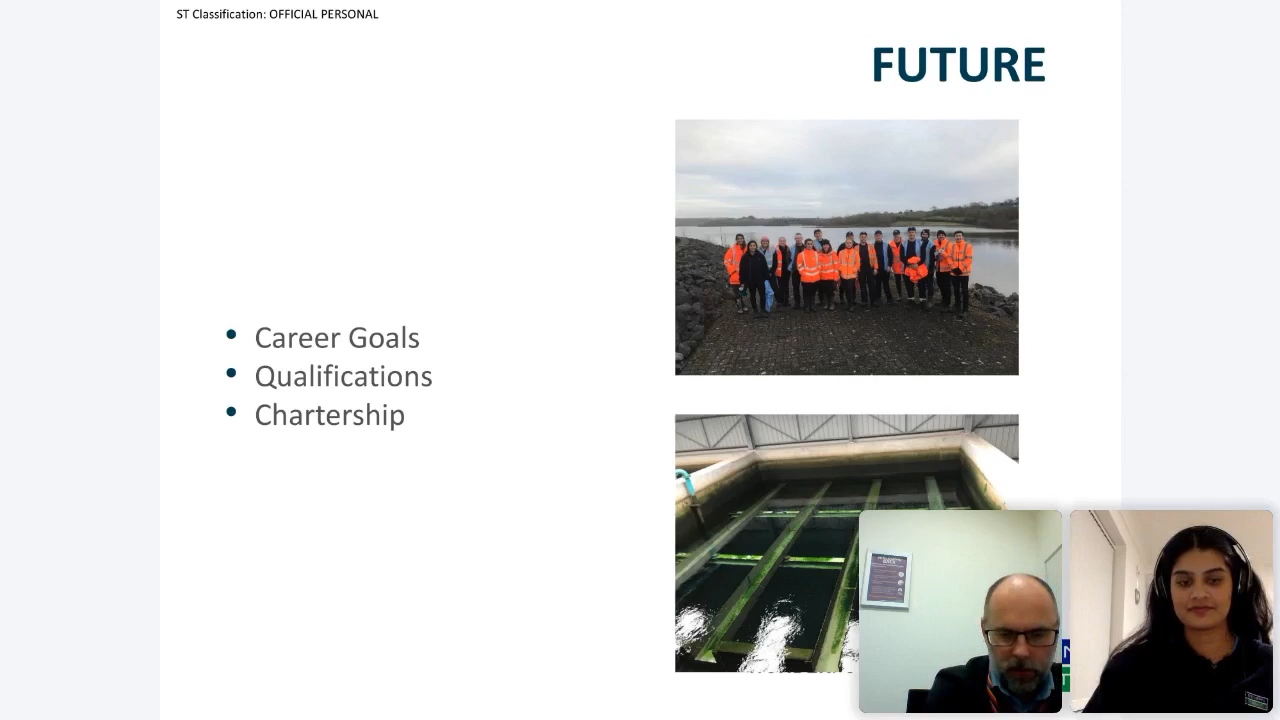 ST Classification: OFFICIAL PERSONAL
FUTURE
• Career Goals
• Qualifications
• Chartership